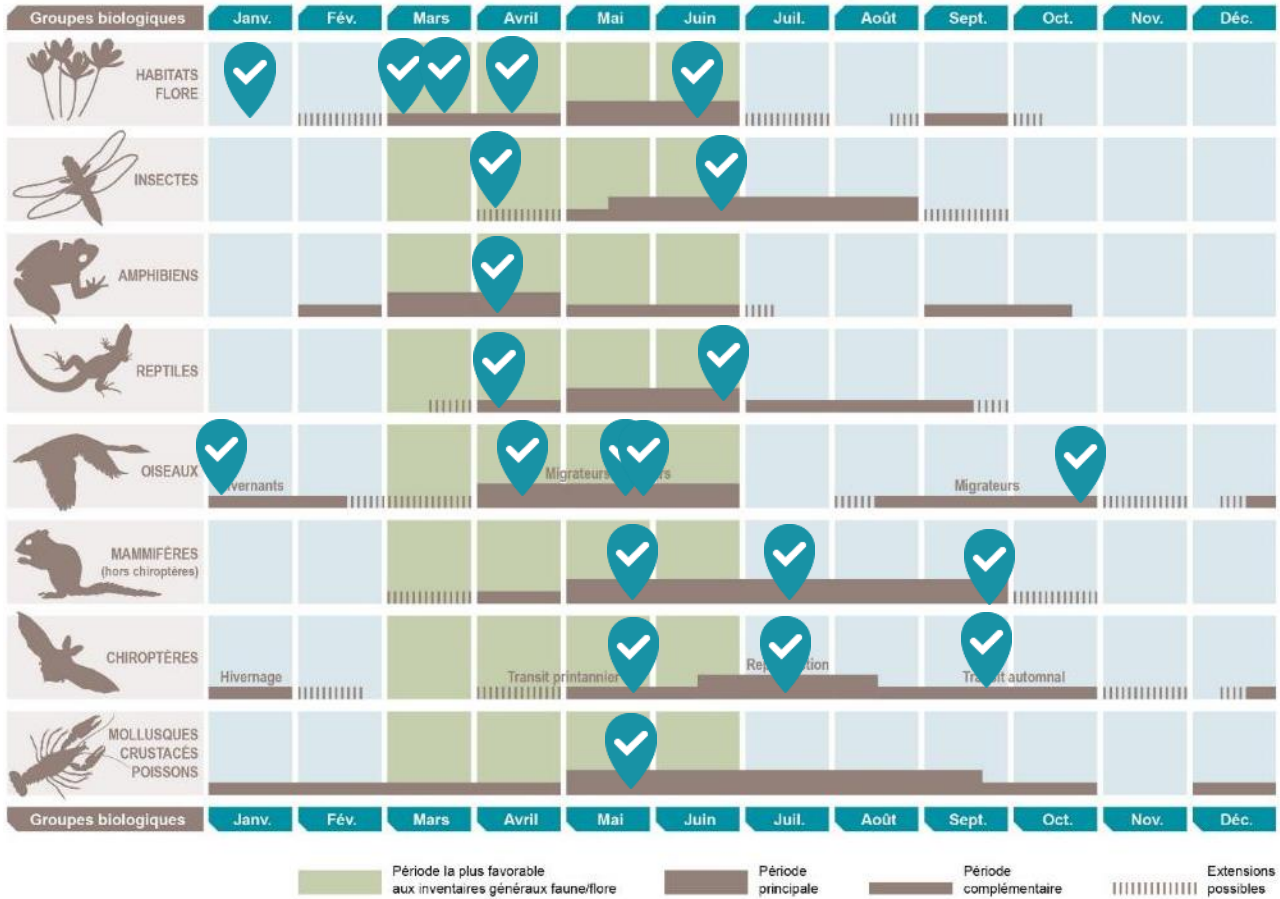 Groupes biologiques
Janv.
Fév.
Mars
Avril
Mai
Juin
Juil.
Août
Sept.
Oct.
Nov.
Déc.
HABITATS
FLORE
INSECTES
AMPHIBIENS
REPTILES
OISEAUX
Hivernants
Migrateurs
Migrateurs
MAMMIFÈRES
(hors chiroptères)
CHIROPTÈRES
Hivernage
Transit printannier
Transit automnal
MOLLUSQUES
CRUSTACÉS
POISSONS
Groupes biologiques
Janv.
Fév.
Mars
Avril
Mai
Juin
Juil.
Août
Sept.
Oct.
Nov.
Déc.
Période la plus favorable
aux inventaires généraux faune/flore
Période
principale
Période
complémentaire
Extensions
possibles